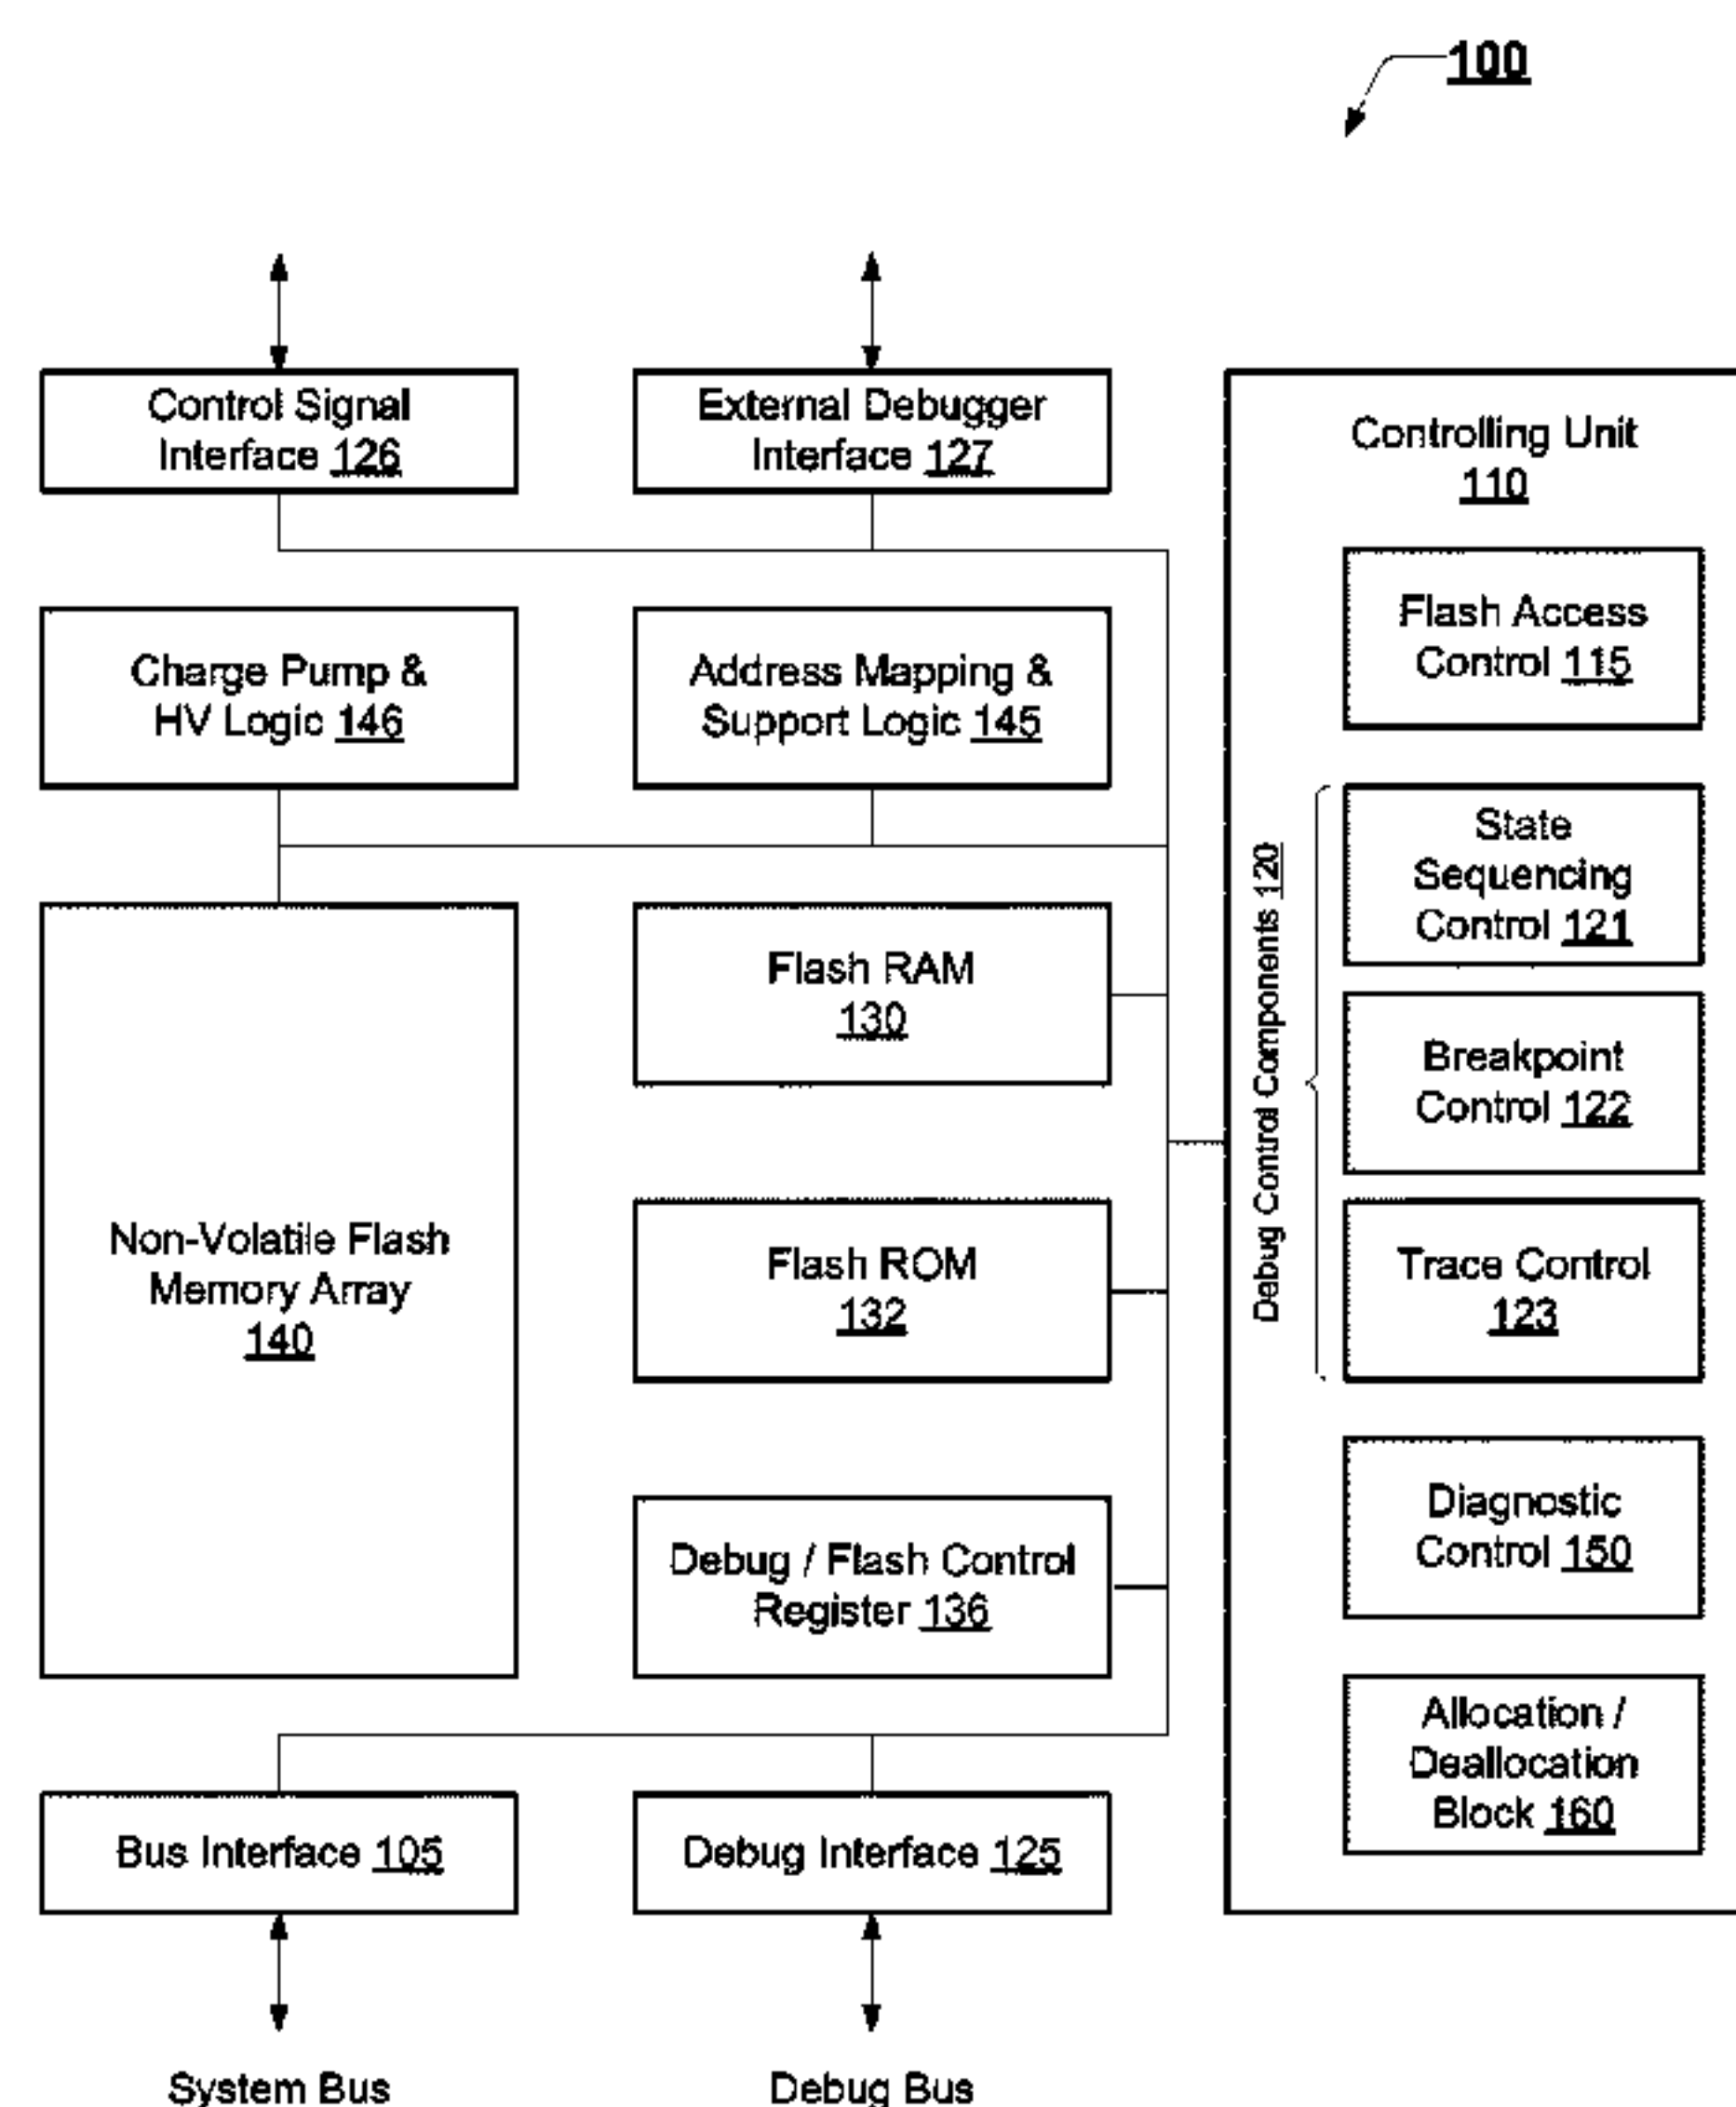 100
Control Signal
Interface 126
External Debugger
Interface 127
Controlling Unit
110
Flash Access
Control 115
Charge Pump &
HV Logic 146
Address Mapping &
Support Logic 145
Debug Control Components 120
State
Sequencing
Control 121
Breakpoint
Control 122
Trace Control
123
Flash RAM
130
Non-Volatile Flash
Memory Array
140
Flash ROM
132
Debug / Flash Control
Register 136
Diagnostic
Control 150
Allocation /
Deallocation
Block 160
Bus Interface 105
Debug Interface 125
System Bus
Debug Bus